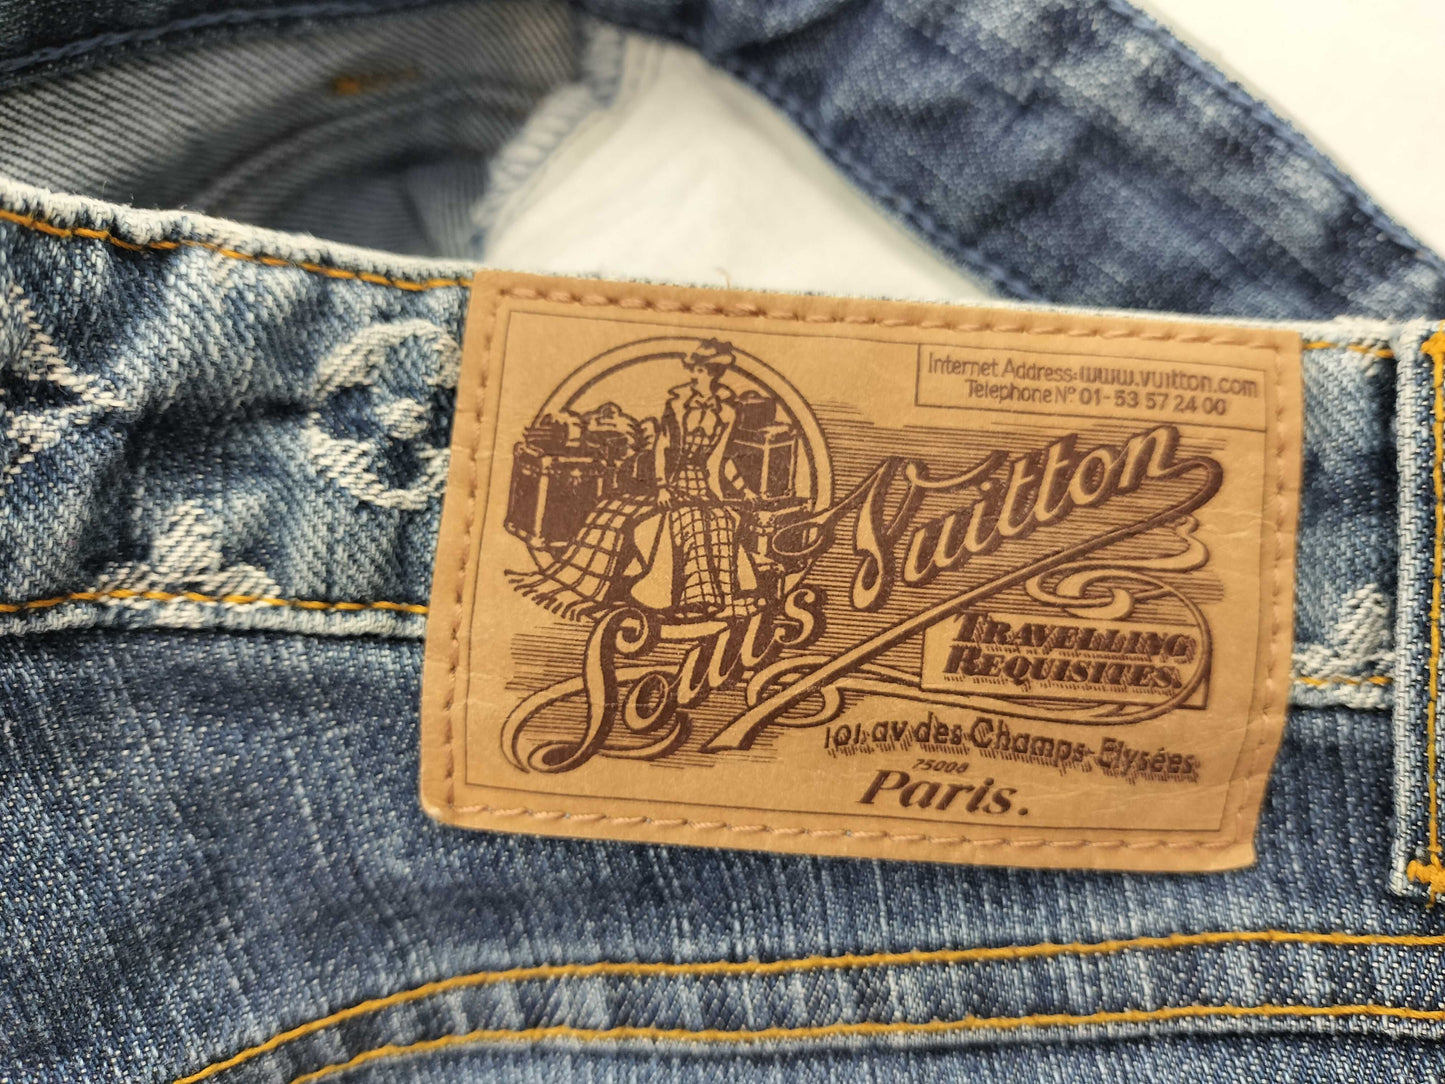 Internet Address: www.vuitton.com
Telephone Nº 01-53 57 24 00
Louis Vuitton
TRAVELLING
REQUISITES
101, av des Champs-Elysées
75008
Paris.